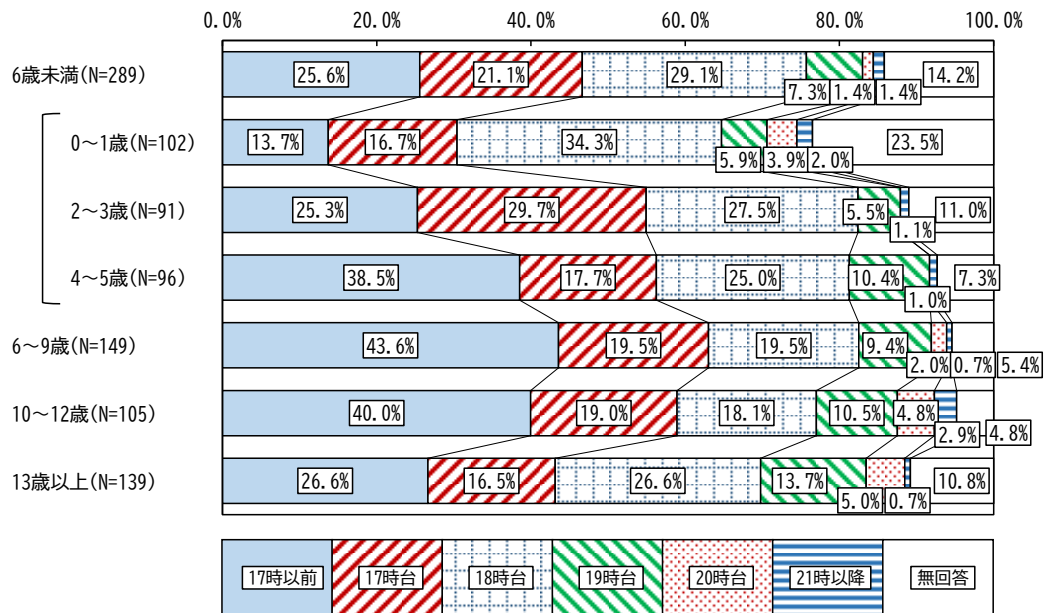 0.0% 20.0% 40.0% 60.0% 80.0% 100.0%
6歳未満(N=289) 25.6% 21.1% 29.1% 7.3% 1.4% 1.4% 14.2%
0～1歳(N=102) 13.7% 16.7% 34.3% 5.9% 3.9% 2.0% 23.5%
2～3歳(N=91) 25.3% 29.7% 27.5% 5.5% 1.1% 11.0%
4～5歳(N=96) 38.5% 17.7% 25.0% 10.4% 1.0% 7.3%
6～9歳(N=149) 43.6% 19.5% 19.5% 9.4% 2.0% 0.7% 5.4%
10～12歳(N=105) 40.0% 19.0% 18.1% 10.5% 4.8% 2.9% 4.8%
13歳以上(N=139) 26.6% 16.5% 26.6% 13.7% 5.0% 0.7% 10.8%
17時以前 17時台 18時台 19時台 20時台 21時以降 無回答